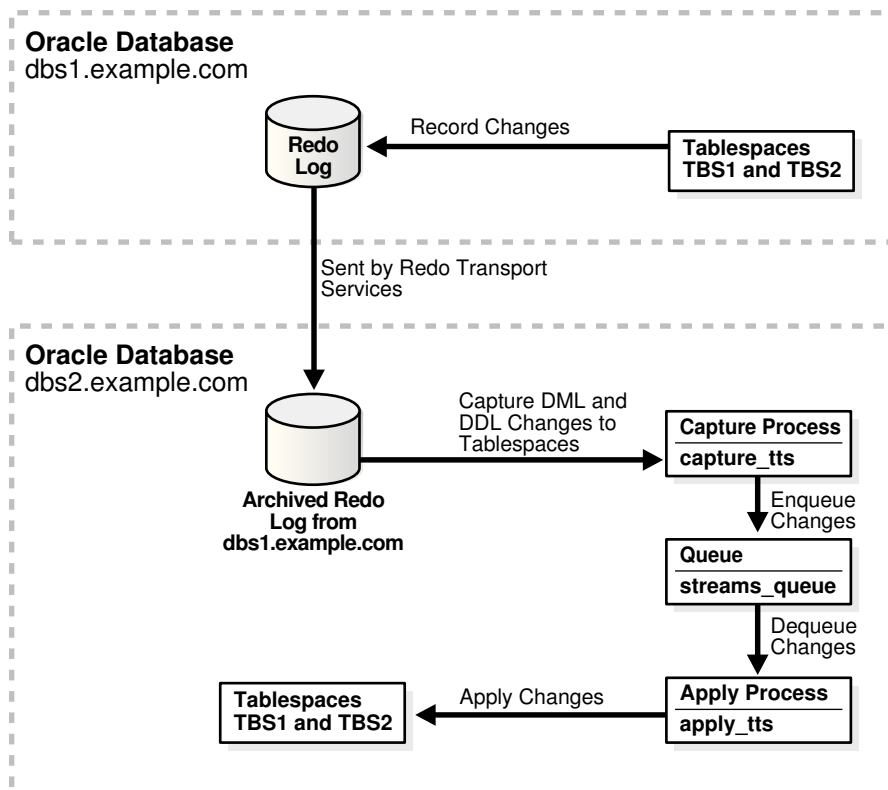 Oracle Database
dbs1.example.com
Redo
Log
Record Changes
Tablespaces
TBS1 and TBS2
Sent by Redo Transport
Services
Oracle Database
dbs2.example.com
Archived Redo
Log from
dbs1.example.com
Capture DML and
DDL Changes to
Tablespaces
Capture Process
capture_tts
Enqueue
Changes
Queue
streams_queue
Dequeue
Changes
Apply Process
apply_tts
Apply Changes
Tablespaces
TBS1 and TBS2